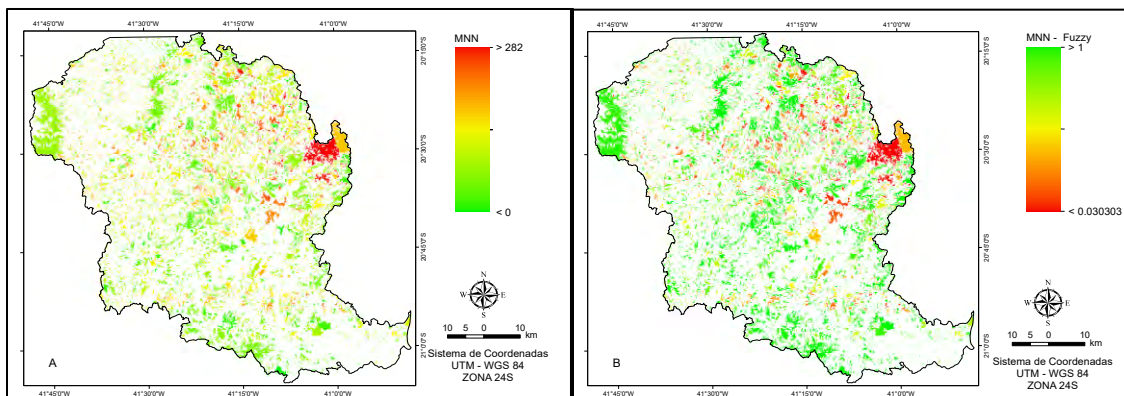 41°45'0"W 41°30'0"W 41°15'0"W 41°0'0"W
MNN
> 282
< 0
20°15'0"S
20°30'0"S
20°45'0"S
21°0'0"S
N
W E
S
10 5 0 10
km
Sistema de Coordenadas
UTM - WGS 84
ZONA 24S
A
41°45'0"W 41°30'0"W 41°15'0"W 41°0'0"W
41°45'0"W 41°30'0"W 41°15'0"W 41°0'0"W
MNN - Fuzzy
> 1
< 0.030303
20°15'0"S
20°30'0"S
20°45'0"S
21°0'0"S
N
W E
S
10 5 0 10
km
Sistema de Coordenadas
UTM - WGS 84
ZONA 24S
B
41°45'0"W 41°30'0"W 41°15'0"W 41°0'0"W